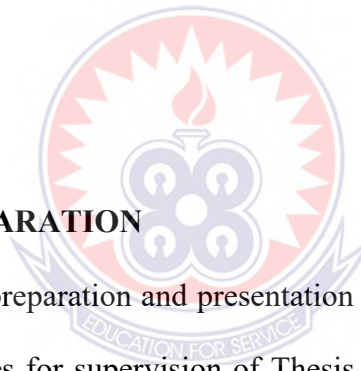 ARATION
preparation and presentation
EDUCATION FOR SERVICE
es for supervision of Thesis